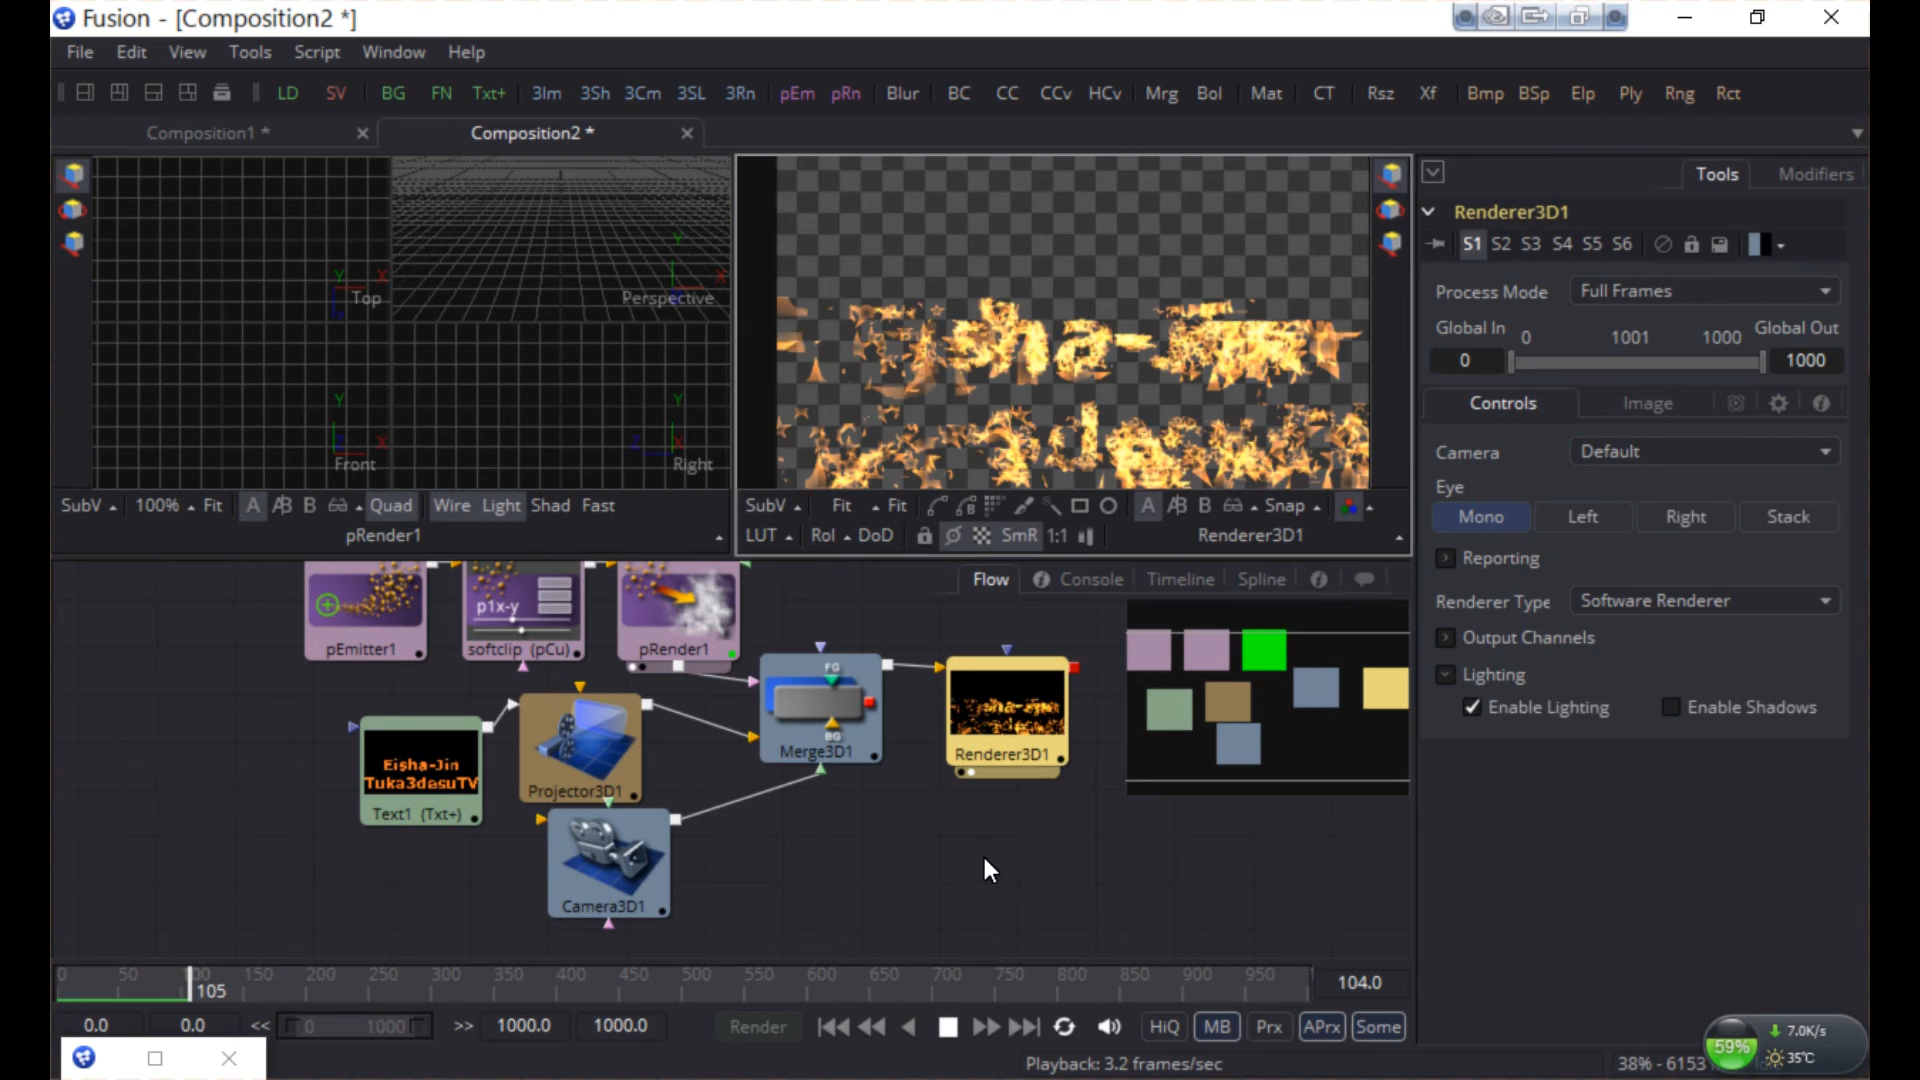 Fusion - [Composition2 *]
File Edit View Tools Script Window Help
LD SV BG FN Txt+ 3Im 3Sh 3Cm 3SL 3Rn pEm pRn Blur BC CC CCv HCv Mrg Bol Mat CT Rsz Xf Bmp BSp Elp Ply Rng Rct
Composition1 * Composition2 *
Tools Modifiers
Renderer3D1
S1 S2 S3 S4 S5 S6
Process Mode Full Frames
Global In 0 1001 1000 Global Out
0 1000
Controls Image
Camera Default
Eye
Mono Left Right Stack
Reporting
Renderer Type Software Renderer
Output Channels
Lighting
Enable Lighting Enable Shadows
Y X Top
Y X Perspective
Y Z X Front
Y Z X Right
SubV 100% Fit A A|B B Quad Wire Light Shad Fast
pRender1
SubV Fit Fit A A|B B Snap
LUT RoI DoD SmR 1:1 Renderer3D1
Flow Console Timeline Spline
pEmitter1
p1x-y
softclip (pCu)
pRender1
FG
BG
Merge3D1
Renderer3D1
Eisha-Jin
Tuka3desuTV
Text1 (Txt+)
Projector3D1
Camera3D1
0 50 100 150 200 250 300 350 400 450 500 550 600 650 700 750 800 850 900 950
105
104.0
0.0 0.0 << 0 1000 >> 1000.0 1000.0 Render HiQ MB Prx APrx Some
Playback: 3.2 frames/sec
38% - 6153
59%
7.0K/s
35℃